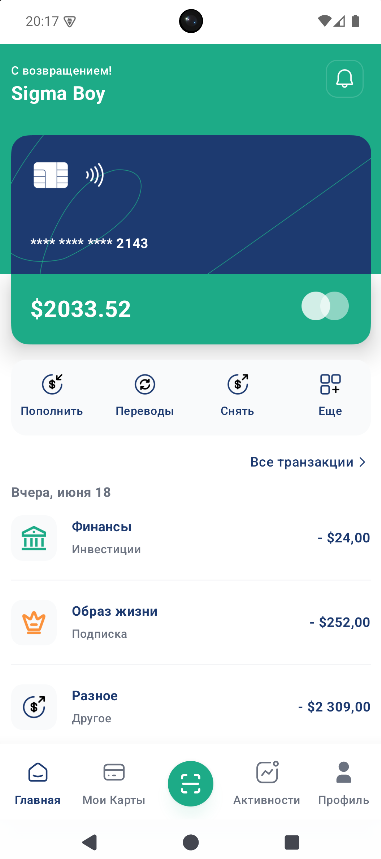 20:17
С возвращением!
Sigma Boy
**** **** **** 2143
$2033.52
Пополнить
Переводы
Снять
Еще
Все транзакции
Вчера, июня 18
Финансы
- $24,00
Инвестиции
Образ жизни
- $252,00
Подписка
Разное
- $2 309,00
Другое
Главная
Мои Карты
Активности
Профиль